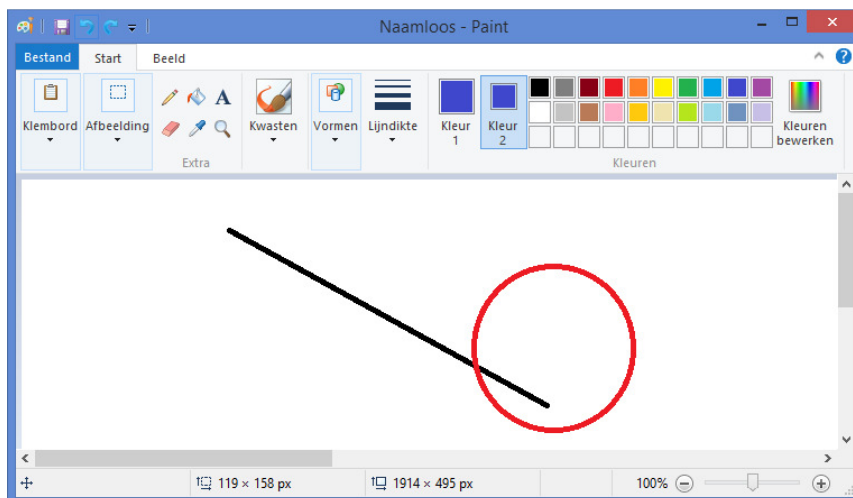 Naamloos - Paint
Bestand Start Beeld
Klembord Afbeelding Kwasten Vormen Lijndikte Kleur 1 Kleur 2 Kleuren bewerken
A
Extra Kleuren
119 × 158 px 1914 × 495 px 100%